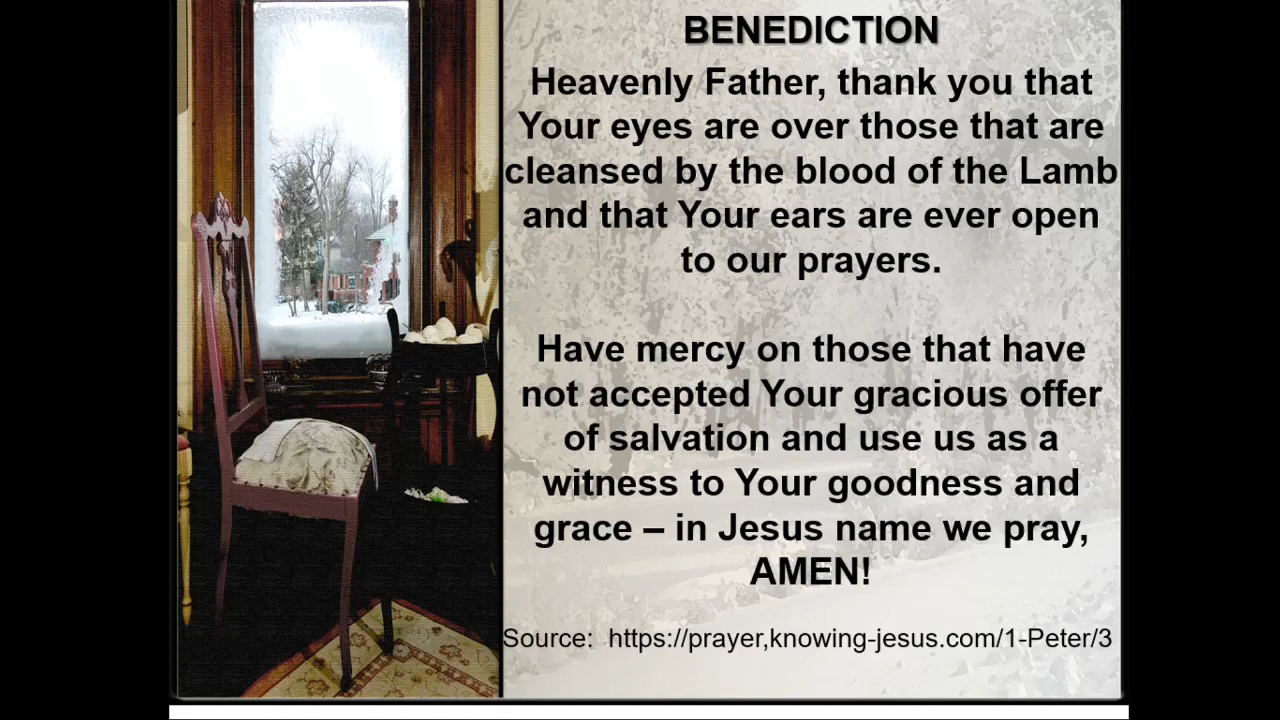 BENEDICTION
Heavenly Father, thank you that
Your eyes are over those that are
cleansed by the blood of the Lamb
and that Your ears are ever open
to our prayers.
Have mercy on those that have
not accepted Your gracious offer
of salvation and use us as a
witness to Your goodness and
grace – in Jesus name we pray,
AMEN!
Source:  https://prayer,knowing-jesus.com/1-Peter/3